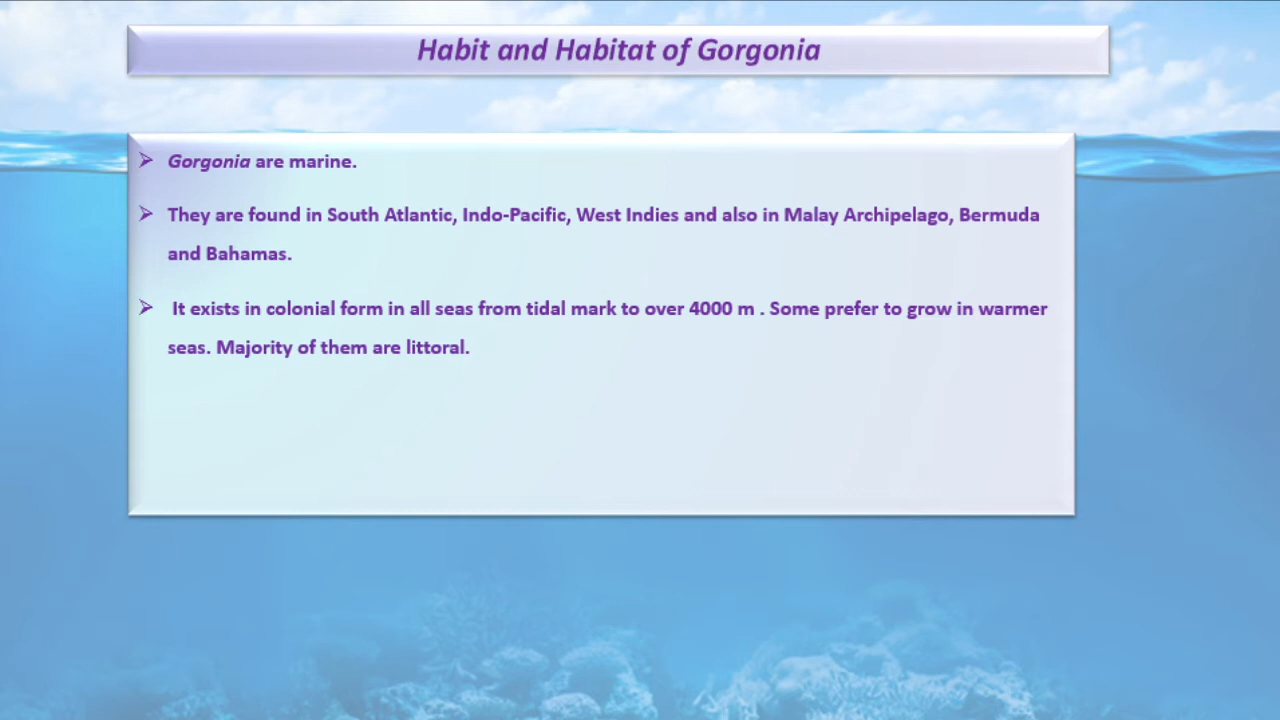 Habit and Habitat of Gorgonia
➢ Gorgonia are marine.
➢ They are found in South Atlantic, Indo-Pacific, West Indies and also in Malay Archipelago, Bermuda
and Bahamas.
➢ It exists in colonial form in all seas from tidal mark to over 4000 m . Some prefer to grow in warmer
seas. Majority of them are littoral.